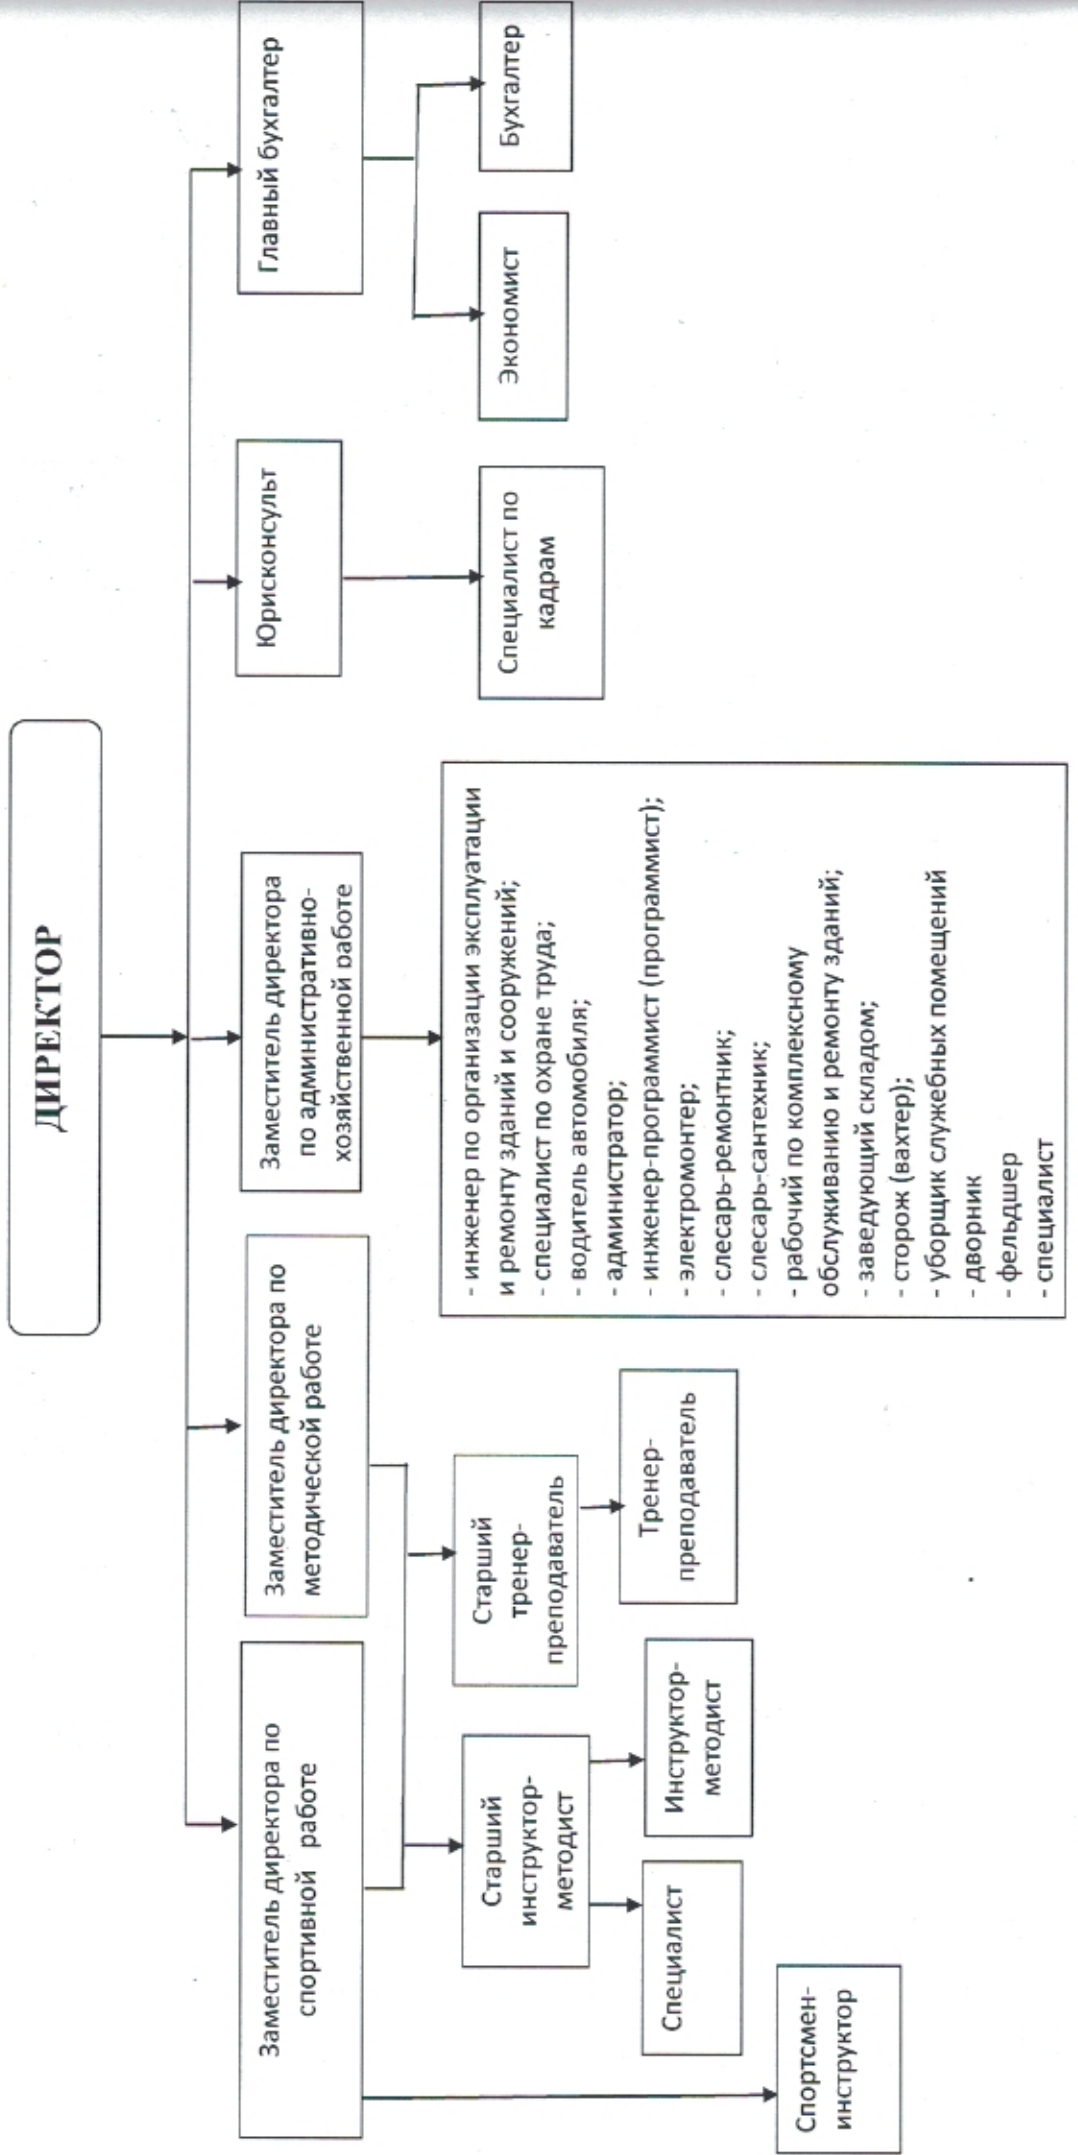 ДИРЕКТОР
Заместитель директора по
спортивной работе
Заместитель директора по
методической работе
Заместитель директора
по административно-
хозяйственной работе
Юрисконсульт
Главный бухгалтер
Старший
инструктор-
методист
Старший
тренер-
преподаватель
- инженер по организации эксплуатации
и ремонту зданий и сооружений;
- специалист по охране труда;
- водитель автомобиля;
- администратор;
- инженер-программист (программист);
- электромонтер;
- слесарь-ремонтник;
- слесарь-сантехник;
- рабочий по комплексному
обслуживанию и ремонту зданий;
- заведующий складом;
- сторож (вахтер);
- уборщик служебных помещений
- дворник
- фельдшер
- специалист
Специалист по
кадрам
Экономист
Бухгалтер
Специалист
Инструктор-
методист
Тренер-
преподаватель
Спортсмен-
инструктор